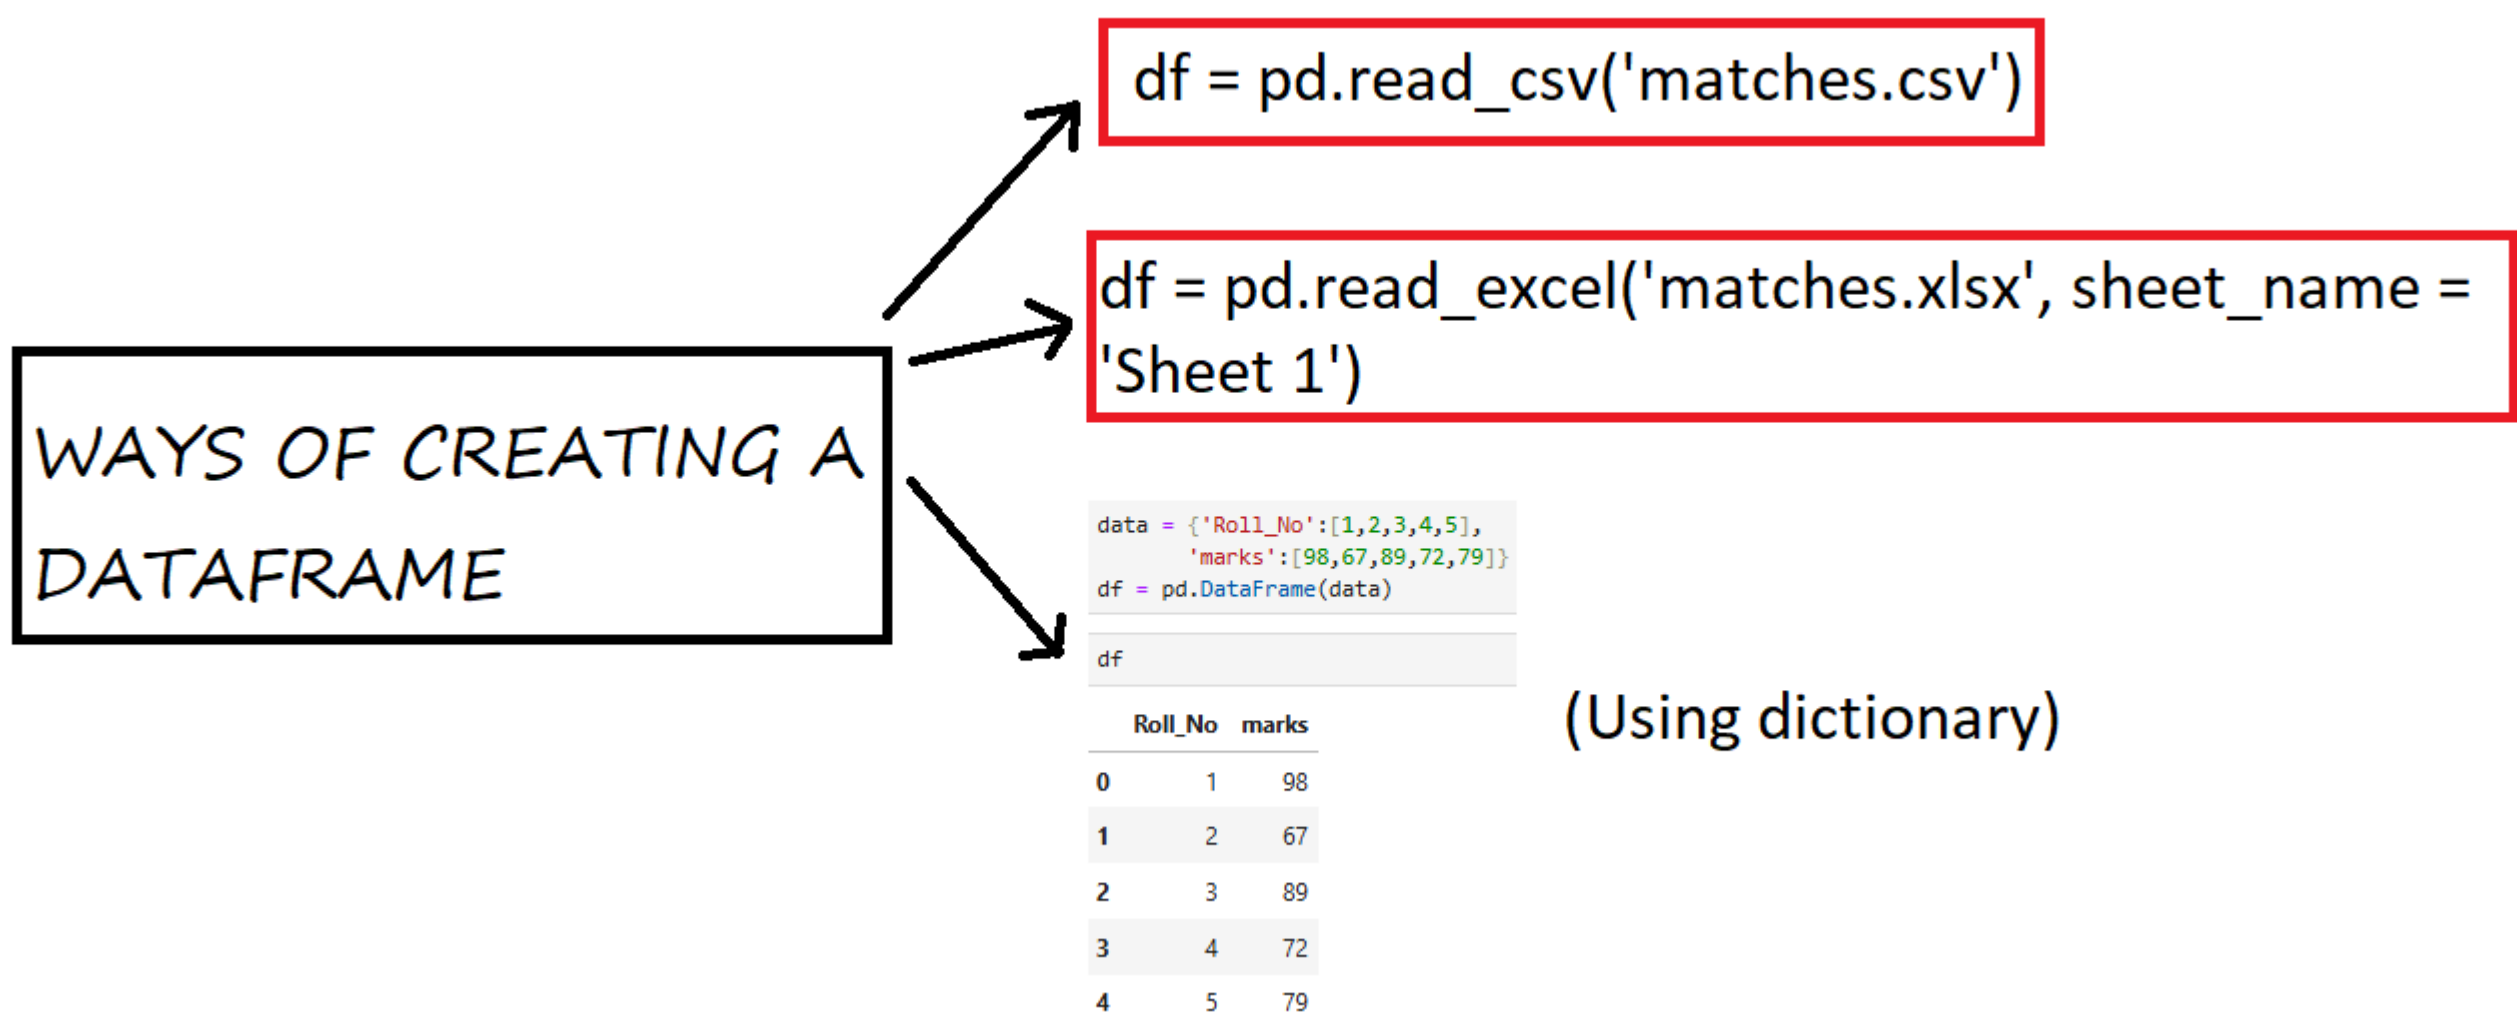 df = pd.read_csv('matches.csv')
df = pd.read_excel('matches.xlsx', sheet_name =
'Sheet 1')
WAYS OF CREATING A
DATAFRAME
data = {'Roll_No':[1,2,3,4,5],
'marks':[98,67,89,72,79]}
df = pd.DataFrame(data)
df
(Using dictionary)
Roll_No marks
0 1 98
1 2 67
2 3 89
3 4 72
4 5 79